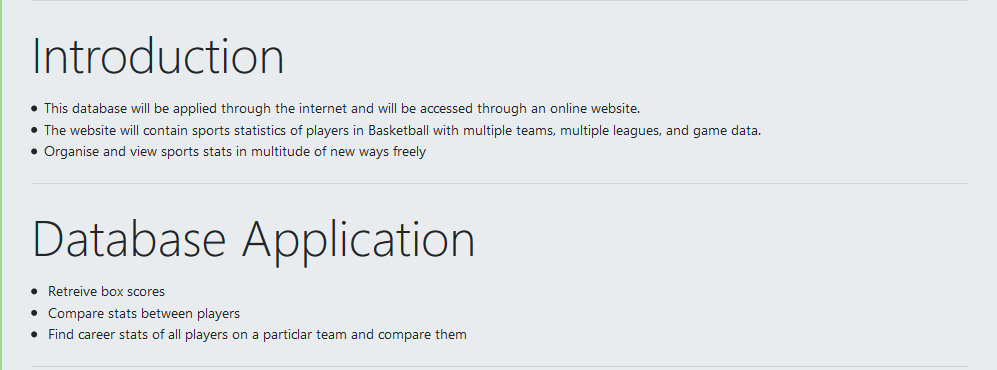 Introduction
• This database will be applied through the internet and will be accessed through an online website.
• The website will contain sports statistics of players in Basketball with multiple teams, multiple leagues, and game data.
• Organise and view sports stats in multitude of new ways freely
Database Application
• Retreive box scores
• Compare stats between players
• Find career stats of all players on a particlar team and compare them